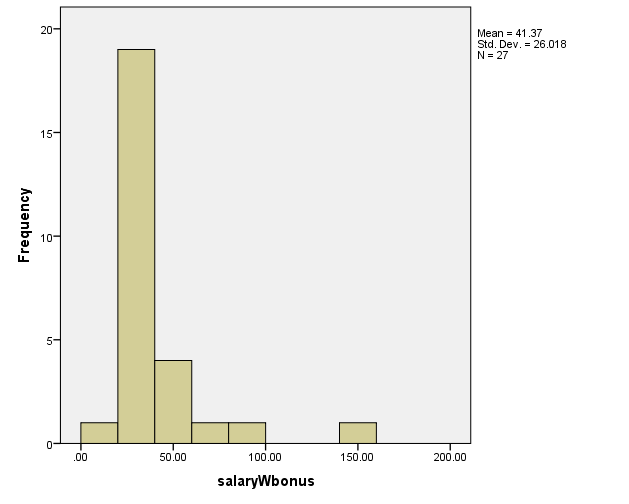 20
15
10
5
0
Frequency
.00 50.00 100.00 150.00 200.00
salaryWbonus
Mean = 41.37
Std. Dev. = 26.018
N = 27